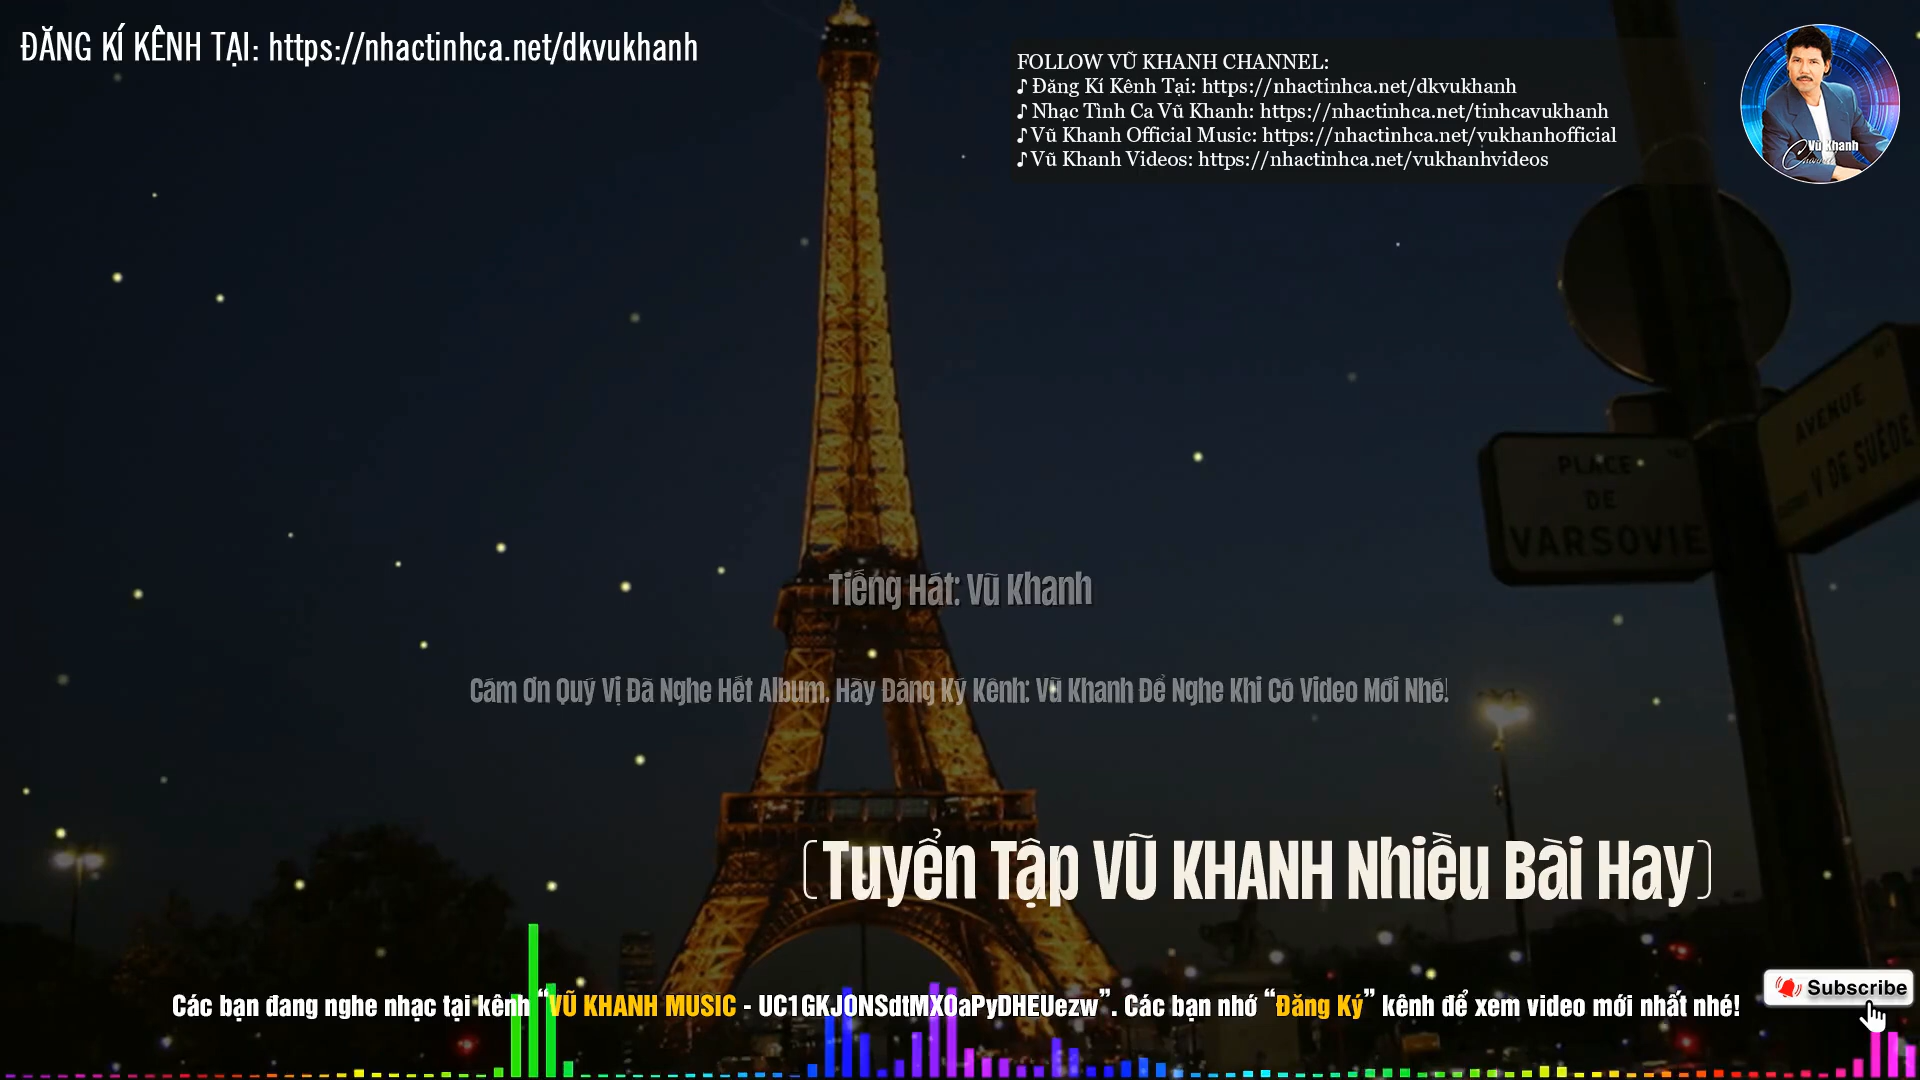 ĐĂNG KÍ KÊNH TẠI: https://nhactinhca.net/dkvukhanh
FOLLOW VŨ KHANH CHANNEL:
♪ Đăng Kí Kênh Tại: https://nhactinhca.net/dkvukhanh
♪ Nhạc Tình Ca Vũ Khanh: https://nhactinhca.net/tinhcavukhanh
♪ Vũ Khanh Official Music: https://nhactinhca.net/vukhanhofficial
♪ Vũ Khanh Videos: https://nhactinhca.net/vukhanhvideos
Vũ Khanh
Channel
AVENUE
V DE SUÈDE
PLACE
DE
VARSOVIE
Tiếng Hát: Vũ Khanh
Cám Ơn Quý Vị Đã Nghe Hết Album. Hãy Đăng Ký Kênh: Vũ Khanh Để Nghe Khi Có Video Mới Nhé!
(Tuyển Tập VŨ KHANH Nhiều Bài Hay)
Subscribe
Các bạn đang nghe nhạc tại kênh “VŨ KHANH MUSIC - UC1GKJONSdtMXOaPyDHEUezw”. Các bạn nhớ “Đăng Ký” kênh để xem video mới nhất nhé!